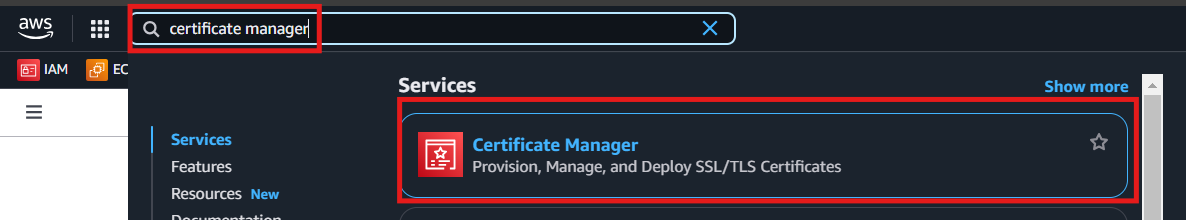 aws
certificate manager
IAM
EC
Services
Show more
Services
Features
Resources New
Documentation
Certificate Manager
Provision, Manage, and Deploy SSL/TLS Certificates